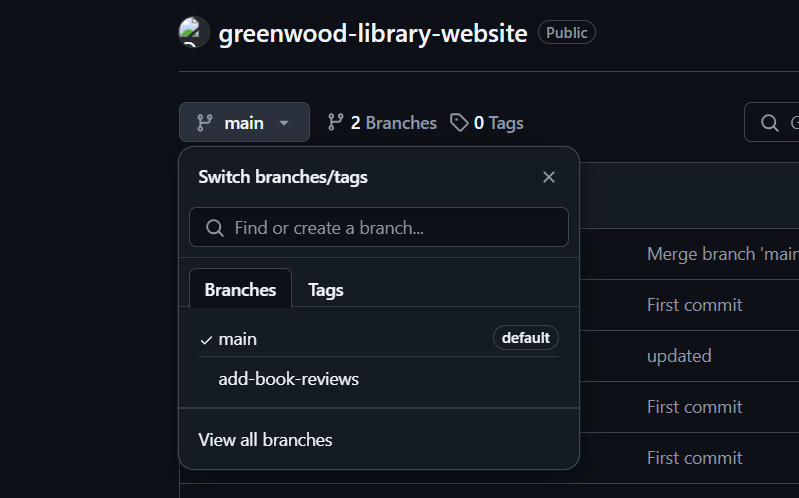 greenwood-library-website Public
main 2 Branches 0 Tags
Switch branches/tags
Find or create a branch...
Branches Tags
main default
add-book-reviews
View all branches
Merge branch 'main
First commit
updated
First commit
First commit